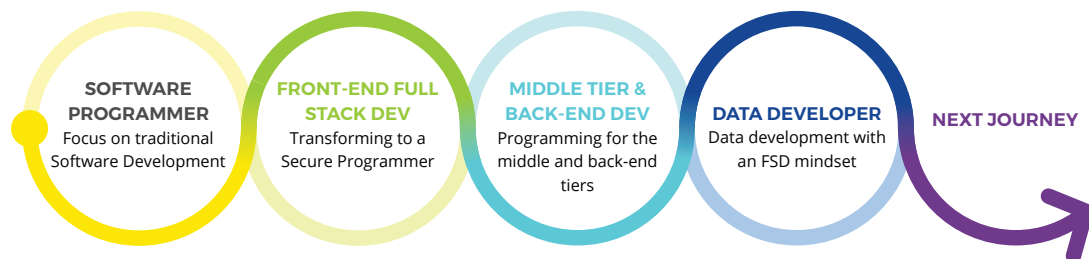 SOFTWARE
PROGRAMMER
Focus on traditional
Software Development
FRONT-END FULL
STACK DEV
Transforming to a
Secure Programmer
MIDDLE TIER &
BACK-END DEV
Programming for the
middle and back-end
tiers
DATA DEVELOPER
Data development with
an FSD mindset
NEXT JOURNEY